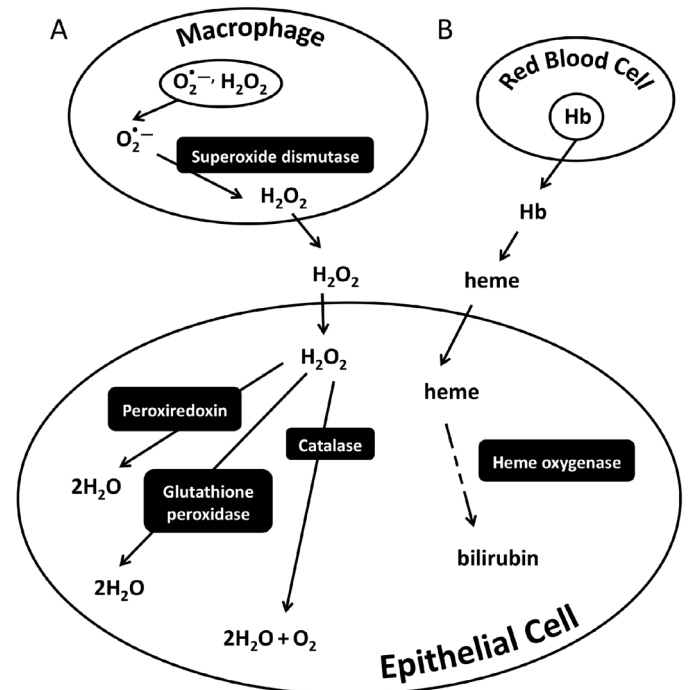 A
Macrophage
O₂•−, H₂O₂
O₂•−
Superoxide dismutase
H₂O₂
H₂O₂
B
Red Blood Cell
Hb
Hb
heme
H₂O₂
Peroxiredoxin
2H₂O
Glutathione
peroxidase
2H₂O
Catalase
2H₂O + O₂
heme
Heme oxygenase
bilirubin
Epithelial Cell